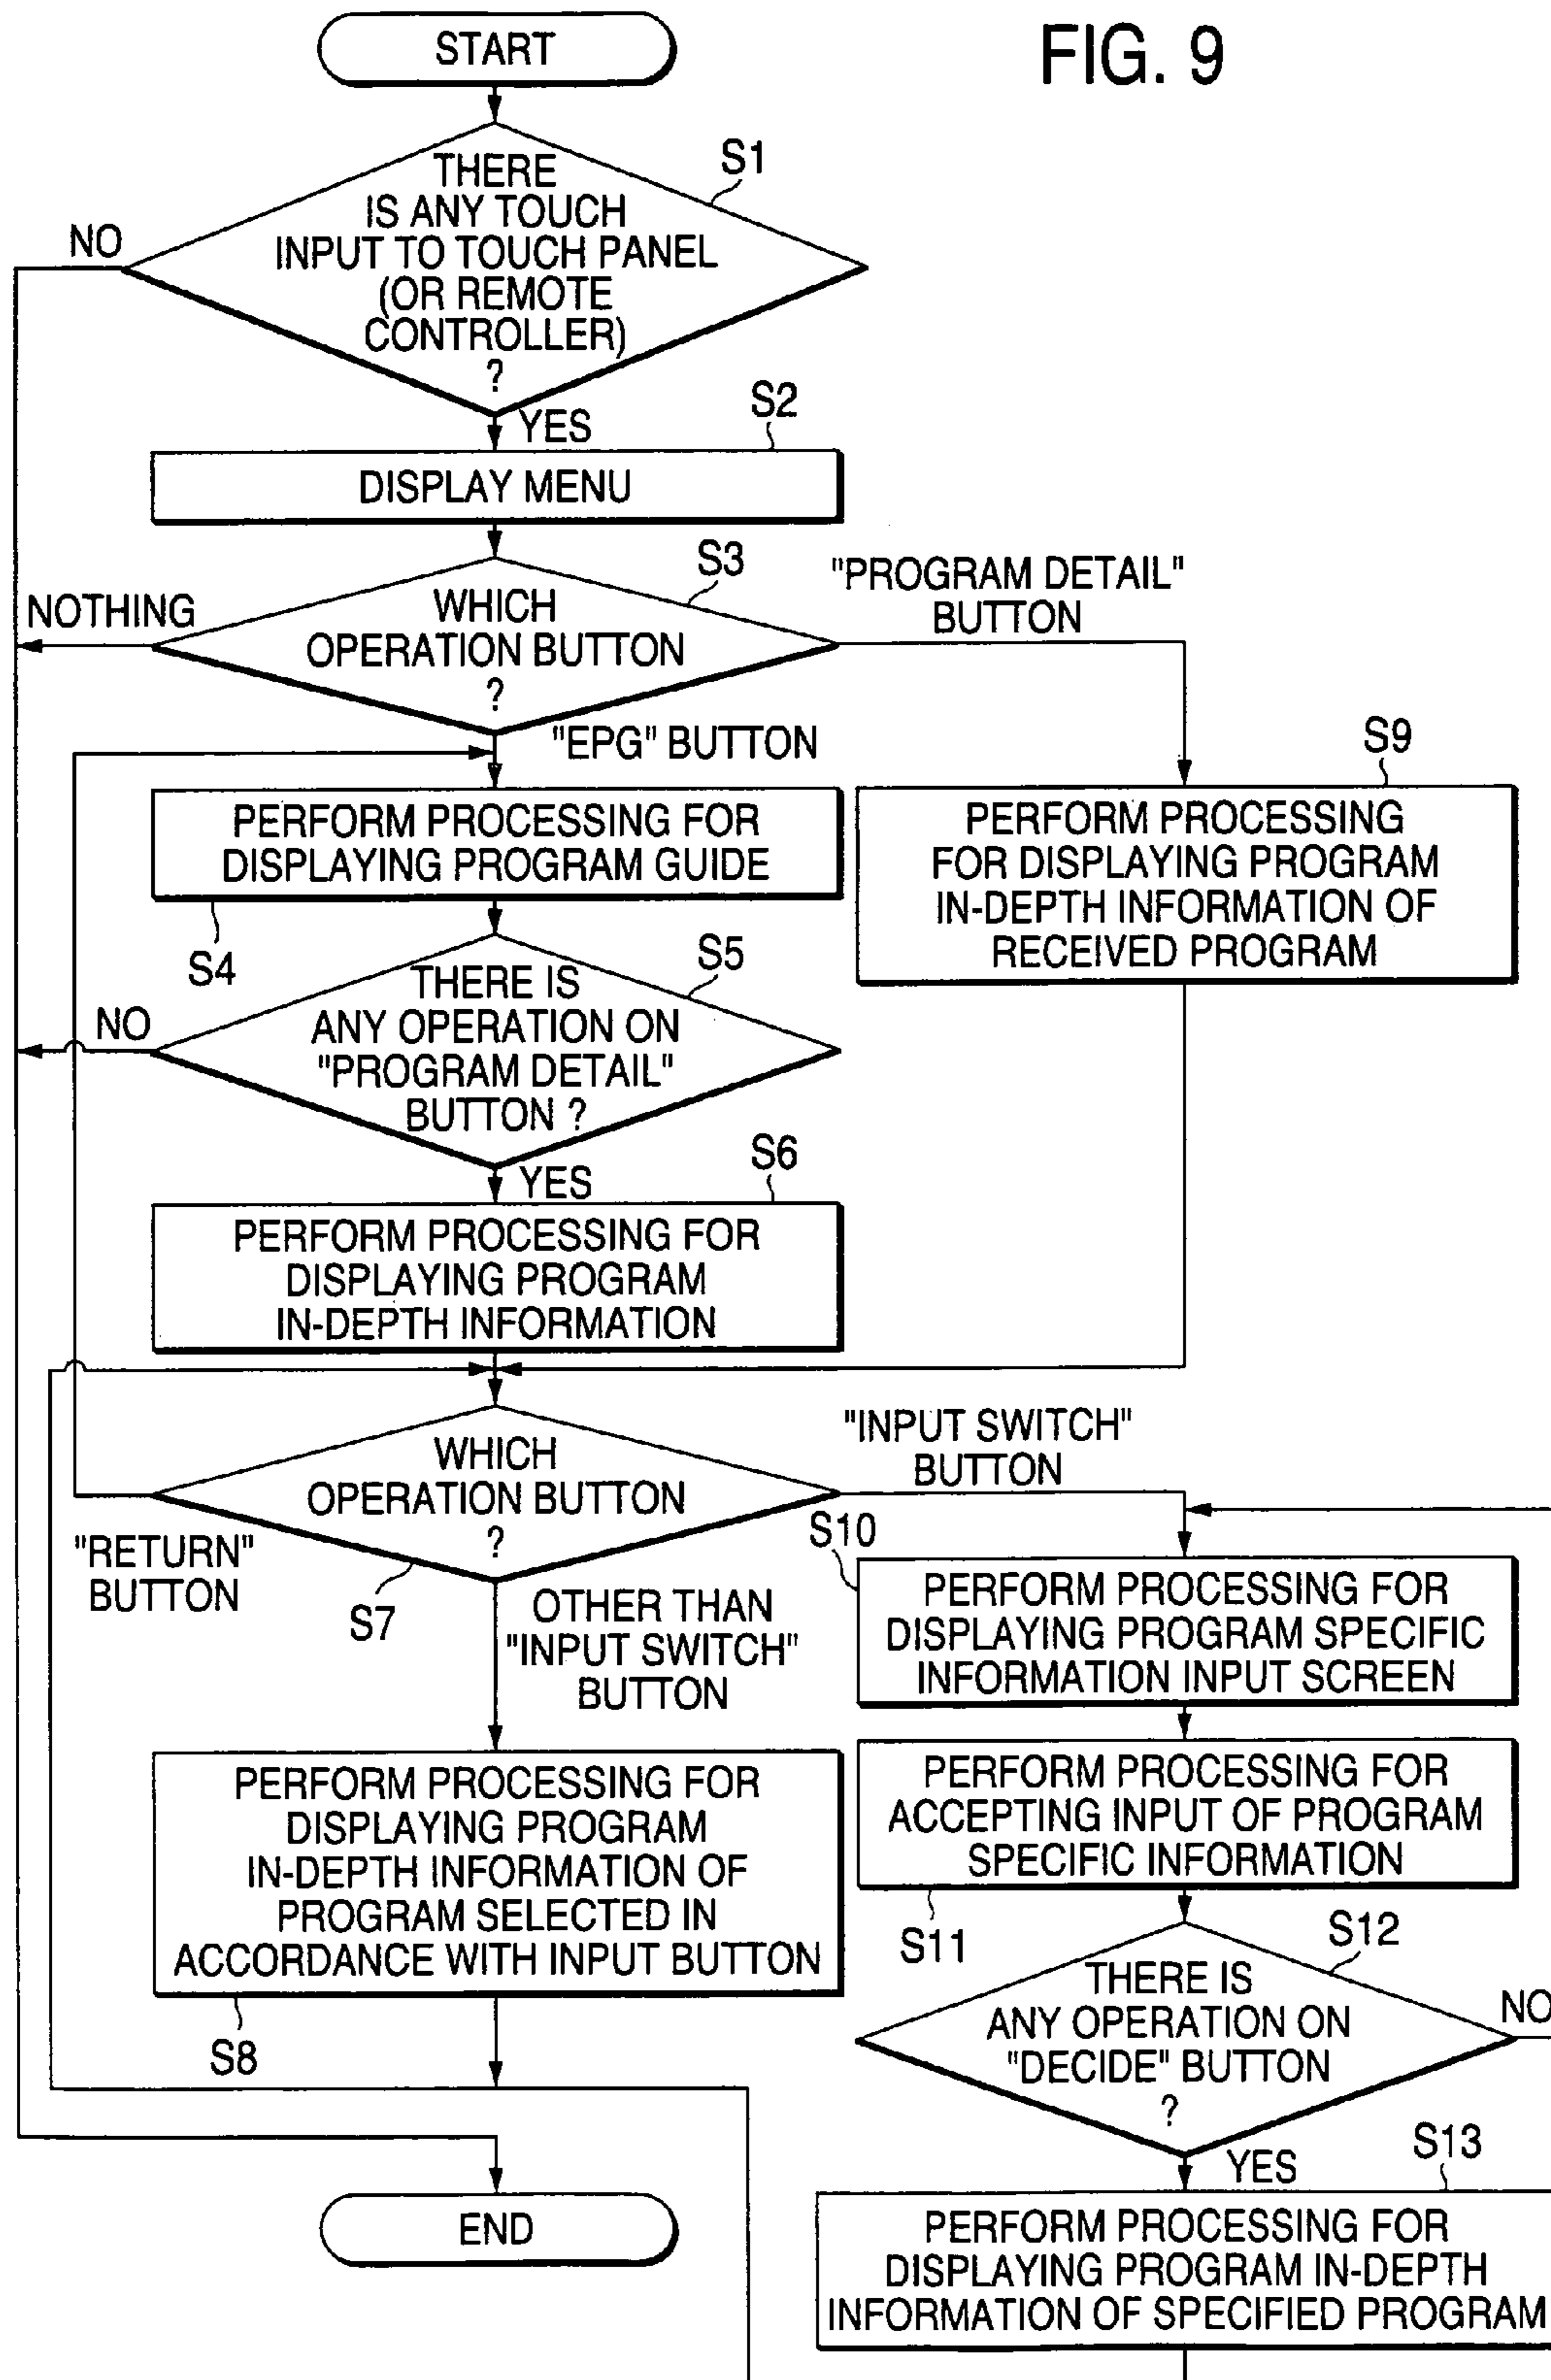 FIG. 9
START
S1
THERE
IS ANY TOUCH
INPUT TO TOUCH PANEL
(OR REMOTE
CONTROLLER)
?
NO
YES
S2
DISPLAY MENU
S3
WHICH
OPERATION BUTTON
?
NOTHING
"PROGRAM DETAIL"
BUTTON
"EPG" BUTTON
PERFORM PROCESSING FOR
DISPLAYING PROGRAM GUIDE
S4
S9
PERFORM PROCESSING
FOR DISPLAYING PROGRAM
IN-DEPTH INFORMATION OF
RECEIVED PROGRAM
S5
THERE IS
ANY OPERATION ON
"PROGRAM DETAIL"
BUTTON ?
NO
YES
S6
PERFORM PROCESSING FOR
DISPLAYING PROGRAM
IN-DEPTH INFORMATION
WHICH
OPERATION BUTTON
?
S7
"RETURN"
BUTTON
"INPUT SWITCH"
BUTTON
OTHER THAN
"INPUT SWITCH"
BUTTON
PERFORM PROCESSING FOR
DISPLAYING PROGRAM
IN-DEPTH INFORMATION OF
PROGRAM SELECTED IN
ACCORDANCE WITH INPUT BUTTON
S8
S10
PERFORM PROCESSING FOR
DISPLAYING PROGRAM SPECIFIC
INFORMATION INPUT SCREEN
PERFORM PROCESSING FOR
ACCEPTING INPUT OF PROGRAM
SPECIFIC INFORMATION
S11
S12
THERE IS
ANY OPERATION ON
"DECIDE" BUTTON
?
NO
YES
S13
PERFORM PROCESSING FOR
DISPLAYING PROGRAM IN-DEPTH
INFORMATION OF SPECIFIED PROGRAM
END